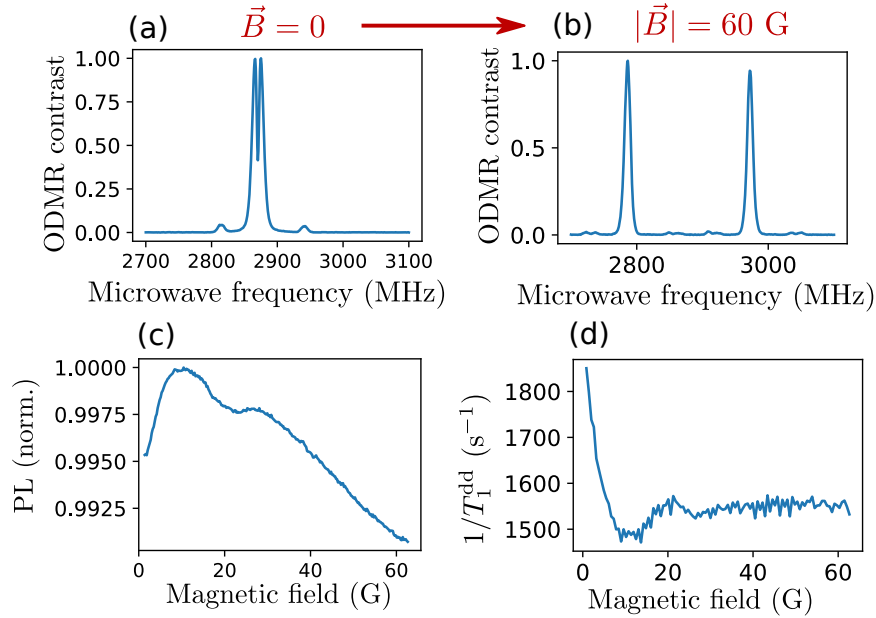 (a) B⃗ = 0 |B⃗| = 60 G (b)
ODMR contrast
1.00
0.75
0.50
0.25
0.00
2700 2800 2900 3000 3100
Microwave frequency (MHz)
ODMR contrast
1.0
0.5
0.0
2800 3000
Microwave frequency (MHz)
(c)
PL (norm.)
1.0000
0.9975
0.9950
0.9925
0 20 40 60
Magnetic field (G)
(d)
1/T₁ᵈᵈ (s⁻¹)
1800
1700
1600
1500
0 20 40 60
Magnetic field (G)